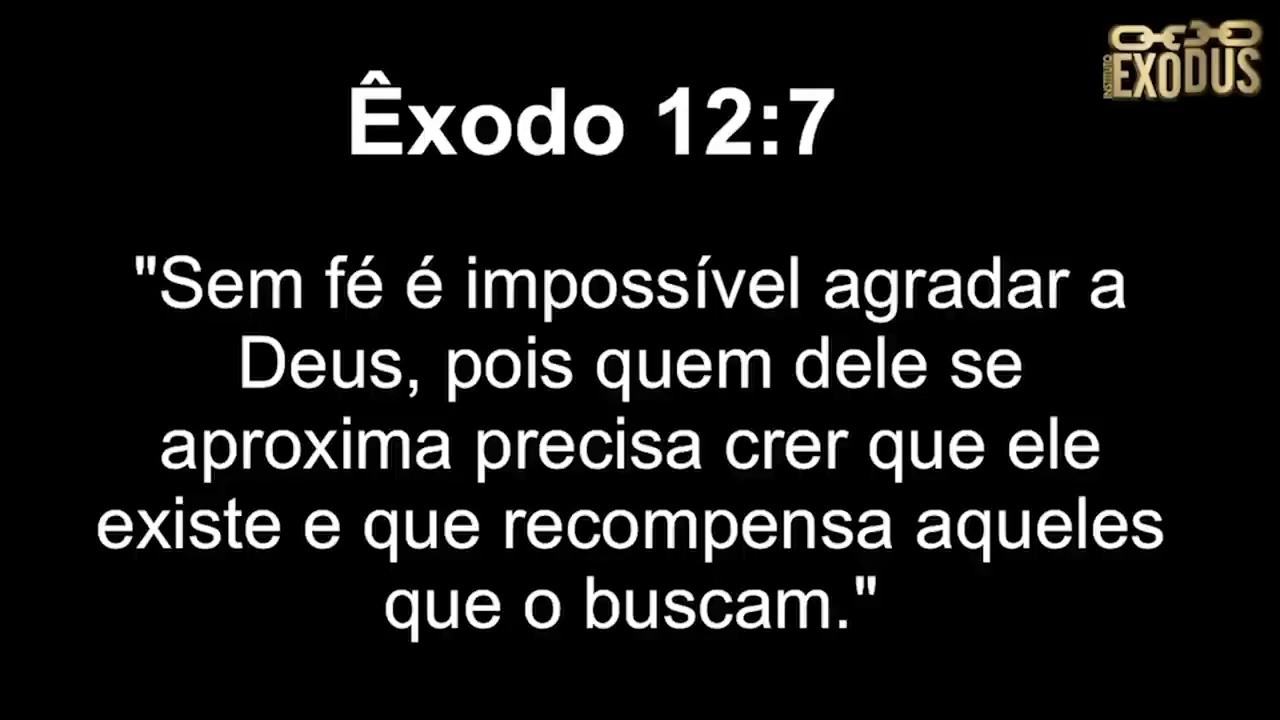 INSTITUTO
EXODUS
Êxodo 12:7
"Sem fé é impossível agradar a
Deus, pois quem dele se
aproxima precisa crer que ele
existe e que recompensa aqueles
que o buscam."